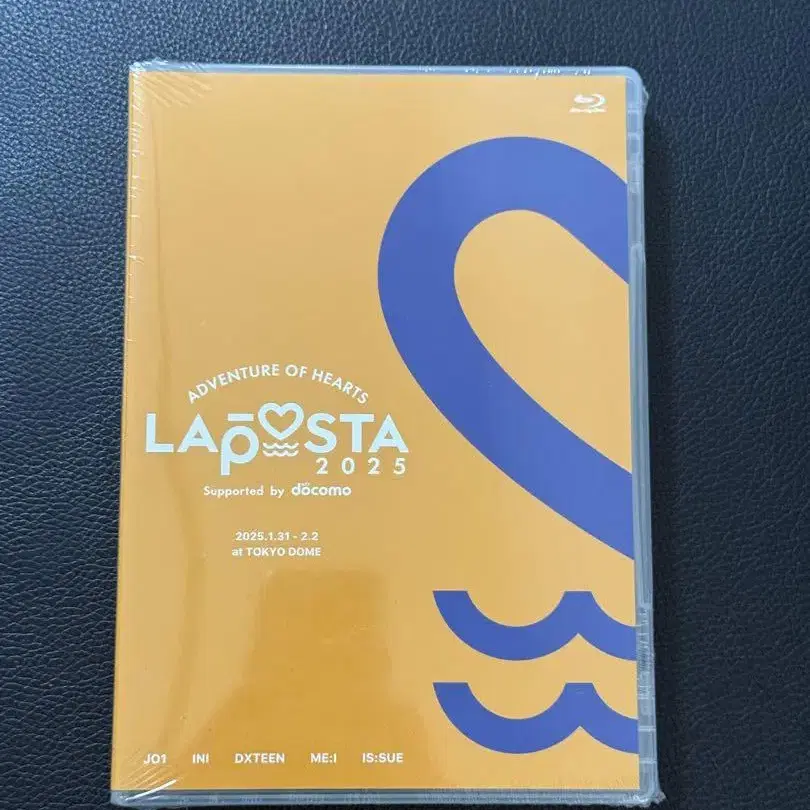 ADVENTURE OF HEARTS
LAPOSTA
2025
Supported by döcomo
2025.1.31 - 2.2
at TOKYO DOME
JO1 INI DXTEEN ME:I IS:SUE